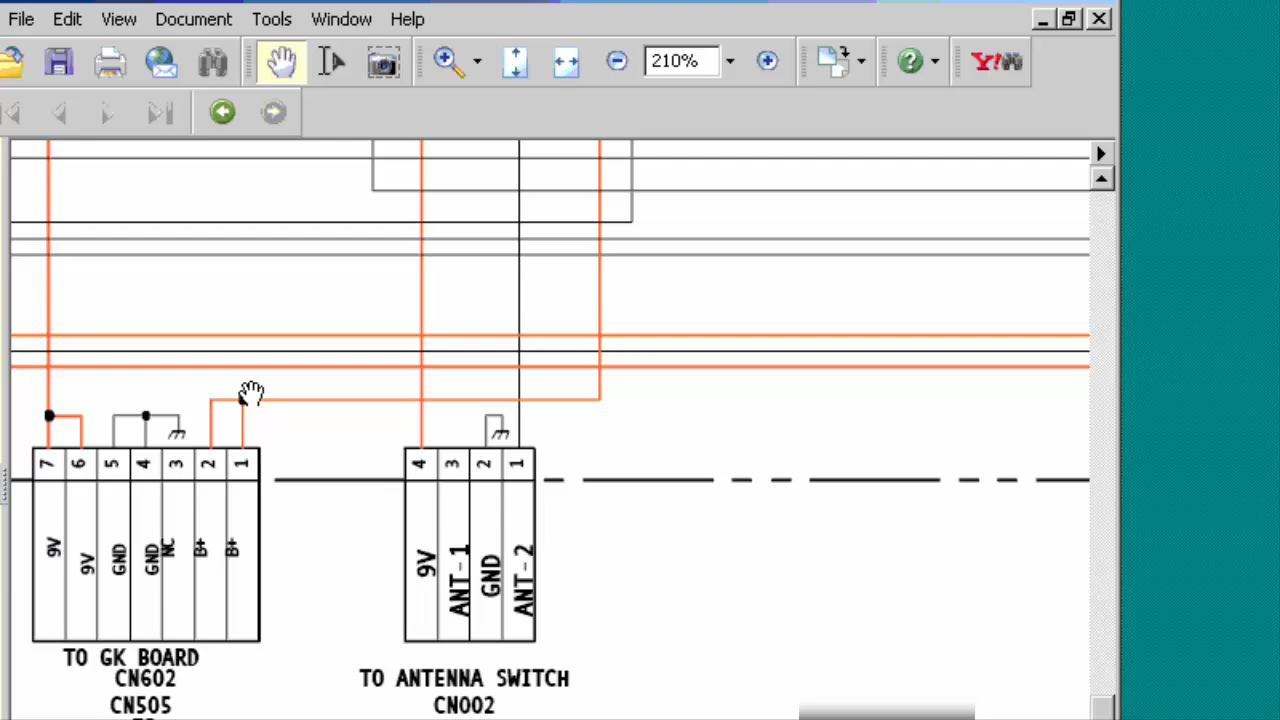 File Edit View Document Tools Window Help
210%
Y!
7 6 5 4 3 2 1
4 3 2 1
9V 9V GND GND NC B+ B+
9V ANT-1 GND ANT-2
TO GK BOARD
CN602
CN505
TO ANTENNA SWITCH
CN002